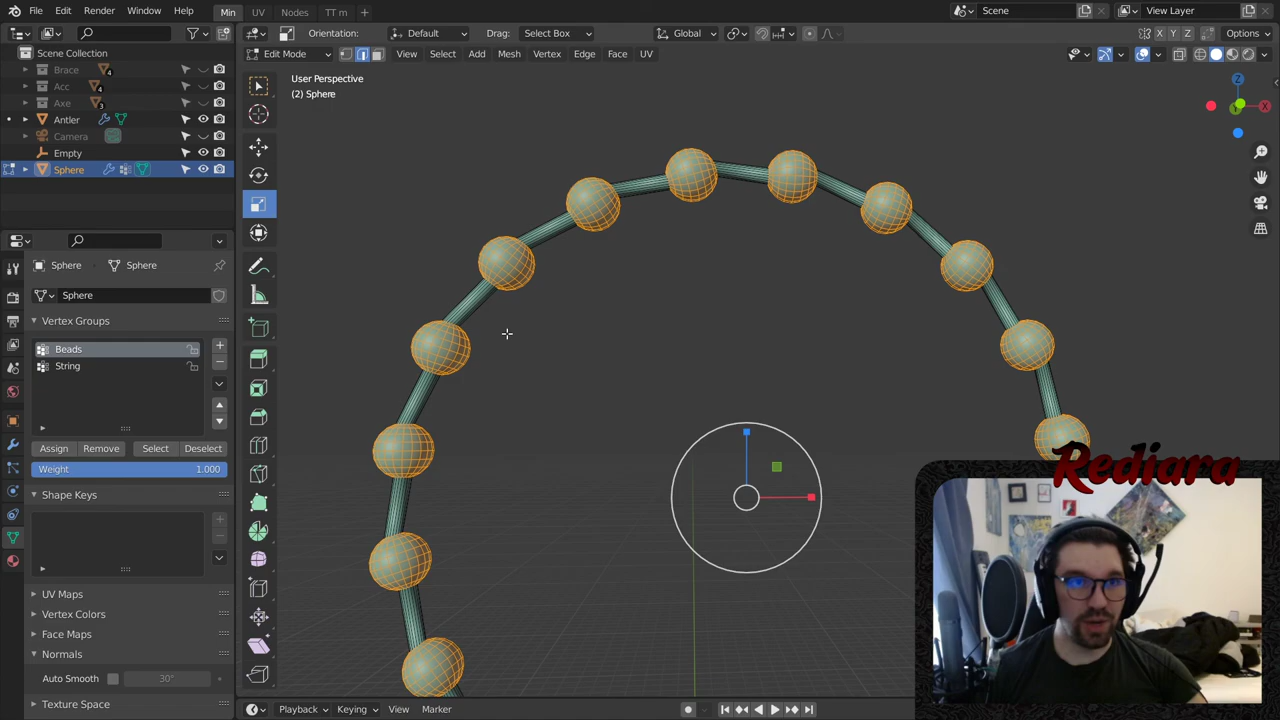 File Edit Render Window Help
Min UV Nodes TT m +
Scene
View Layer
Orientation: Default Drag: Select Box
Global
X Y Z
Options
Edit Mode
View Select Add Mesh Vertex Edge Face UV
Scene Collection
Brace 4
Acc 4
Axe 3
Antler
Camera
Empty
Sphere
User Perspective
(2) Sphere
Z
X
Y
Sphere Sphere
Sphere
Vertex Groups
Beads
String
Assign Remove Select Deselect
Weight 1.000
Shape Keys
UV Maps
Vertex Colors
Face Maps
Normals
Auto Smooth 30°
Texture Space
Playback Keying View Marker
Rediara